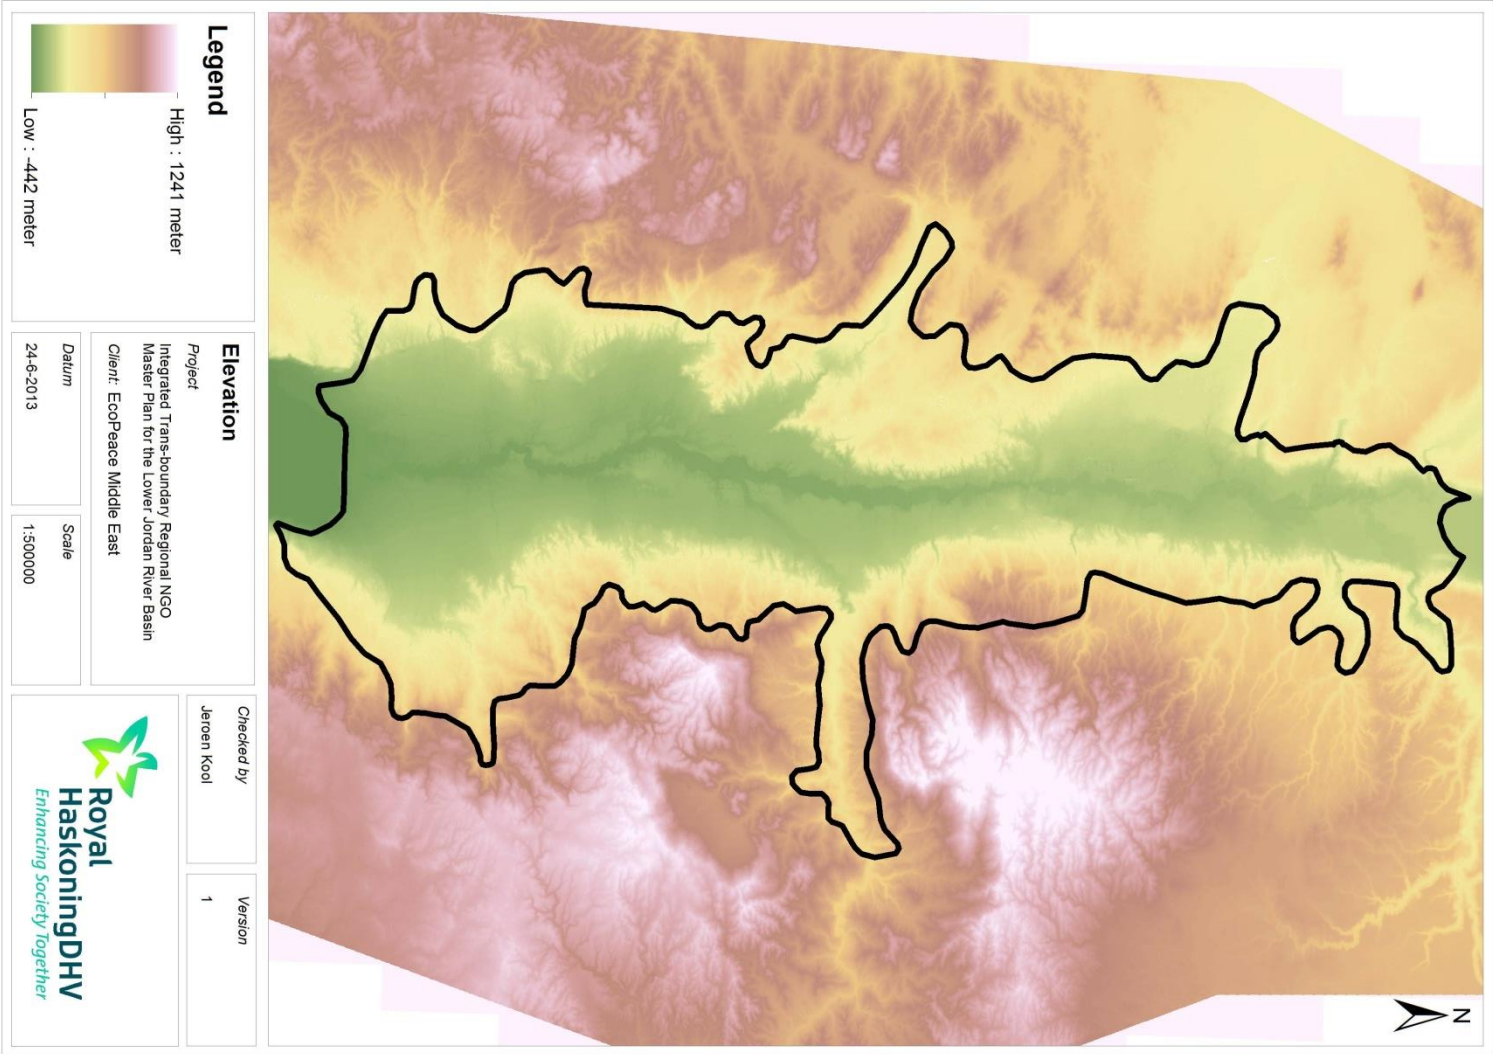 Legend
High : 1241 meter
Low : -442 meter
Elevation
Project
Integrated Trans-boundary Regional NGO
Master Plan for the Lower Jordan River Basin
Client: EcoPeace Middle East
Datum
24-6-2013
Scale
1:500000
Checked by
Jeroen Kool
Version
1
Royal
HaskoningDHV
Enhancing Society Together
N